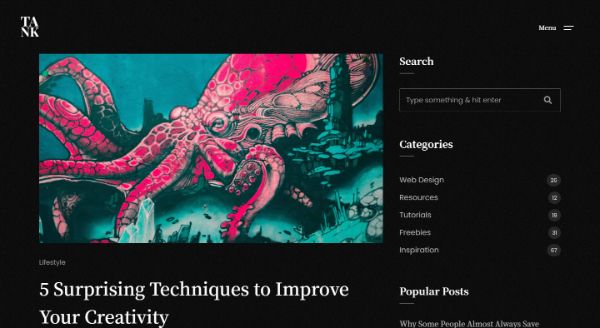 TA
NK
Menu
Lifestyle
5 Surprising Techniques to Improve
Your Creativity
Search
Type something & hit enter
Categories
Web Design 25
Resources 12
Tutorials 19
Freebies 31
Inspiration 67
Popular Posts
Why Some People Almost Always Save